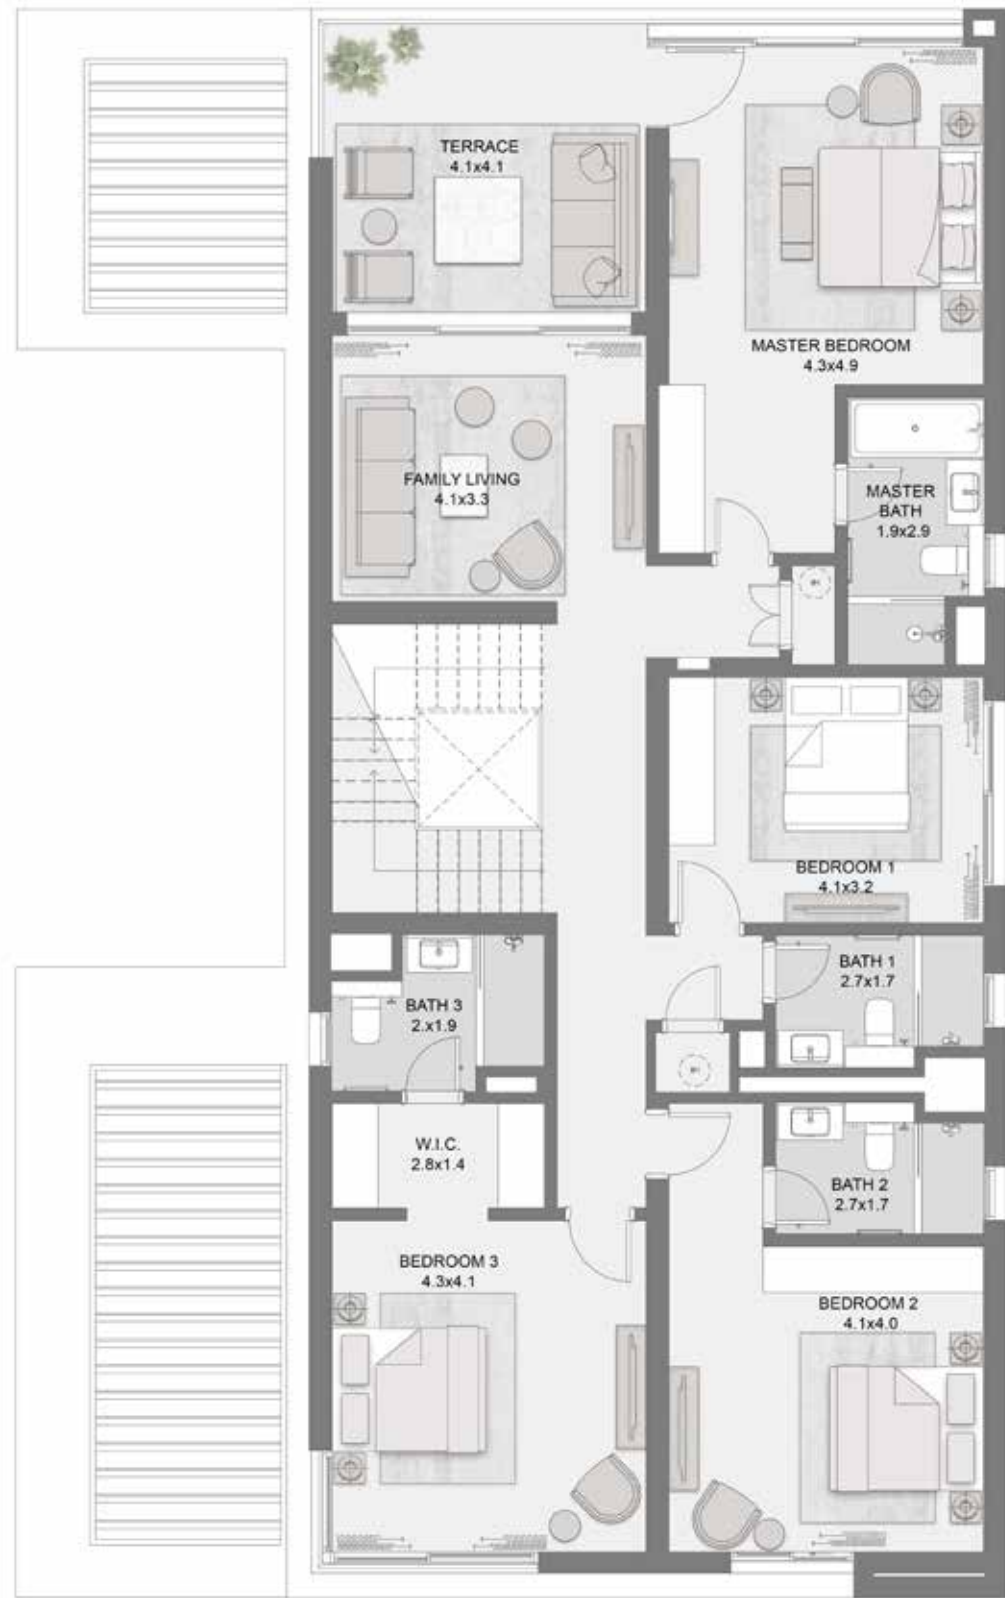 TERRACE
4.1x4.1
MASTER BEDROOM
4.3x4.9
FAMILY LIVING
4.1x3.3
MASTER
BATH
1.9x2.9
BEDROOM 1
4.1x3.2
BATH 1
2.7x1.7
BATH 3
2.x1.9
W.I.C.
2.8x1.4
BATH 2
2.7x1.7
BEDROOM 3
4.3x4.1
BEDROOM 2
4.1x4.0